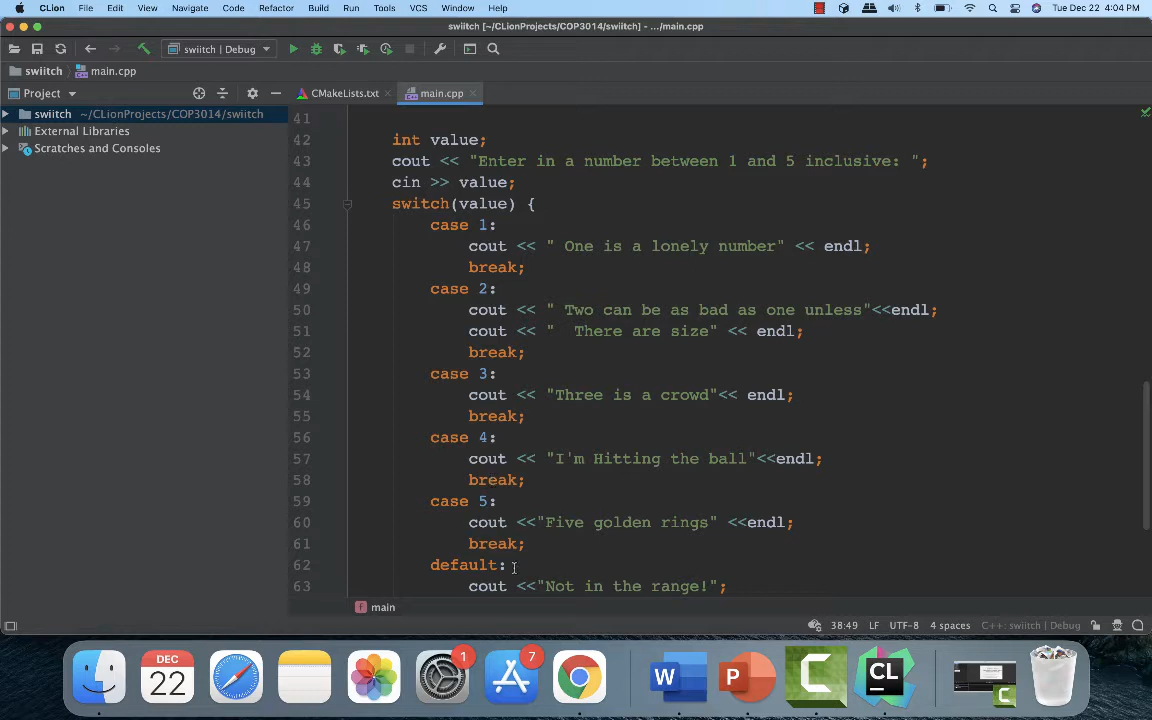 CLion File Edit View Navigate Code Refactor Build Run Tools VCS Window Help Tue Dec 22 4:04 PM
swiitch [~/CLionProjects/COP3014/swiitch] - .../main.cpp
swiitch | Debug
swiitch main.cpp
Project CMakeLists.txt main.cpp
swiitch ~/CLionProjects/COP3014/swiitch
External Libraries
Scratches and Consoles
41
42 int value;
43 cout << "Enter in a number between 1 and 5 inclusive: ";
44 cin >> value;
45 switch(value) {
46 case 1:
47 cout << " One is a lonely number" << endl;
48 break;
49 case 2:
50 cout << " Two can be as bad as one unless"<<endl;
51 cout << "  There are size" << endl;
52 break;
53 case 3:
54 cout << "Three is a crowd"<< endl;
55 break;
56 case 4:
57 cout << "I'm Hitting the ball"<<endl;
58 break;
59 case 5:
60 cout <<"Five golden rings" <<endl;
61 break;
62 default:
63 cout <<"Not in the range!";
f main
38:49 LF UTF-8 4 spaces C++: swiitch | Debug
DEC
22
1
7
W
P
C
CL
C